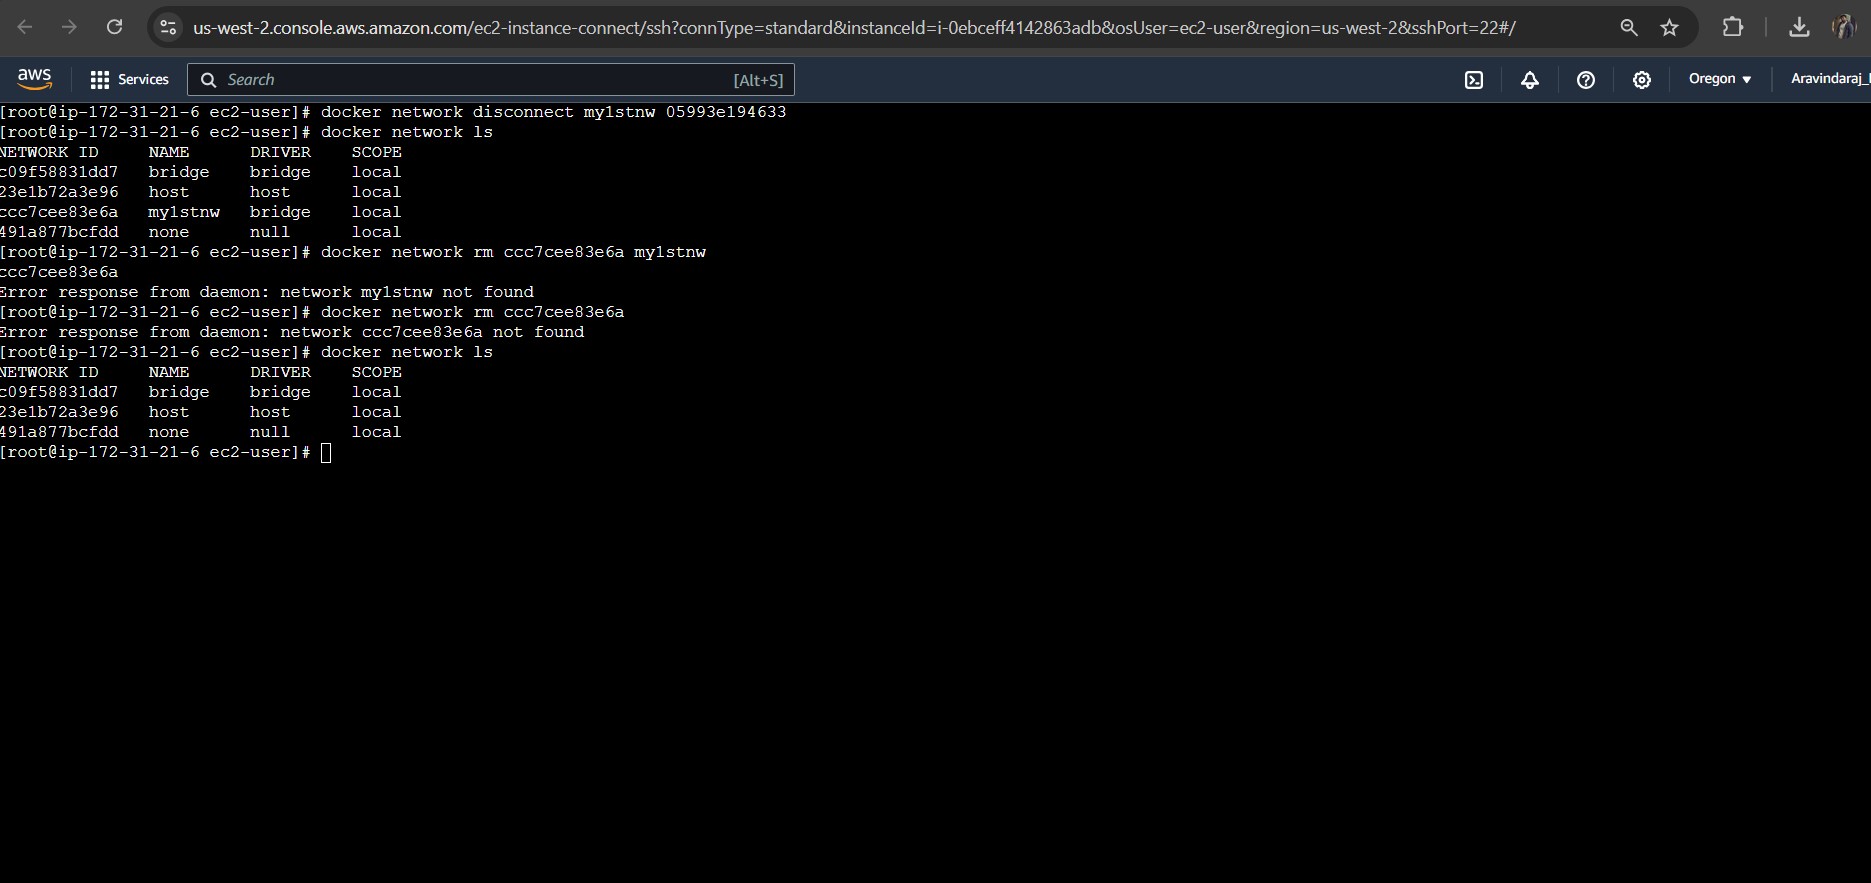 us-west-2.console.aws.amazon.com/ec2-instance-connect/ssh?connType=standard&instanceId=i-0ebceff4142863adb&osUser=ec2-user&region=us-west-2&sshPort=22#/
aws Services Search [Alt+S] Oregon Aravindaraj_
[root@ip-172-31-21-6 ec2-user]# docker network disconnect my1stnw 05993e194633
[root@ip-172-31-21-6 ec2-user]# docker network ls
NETWORK ID NAME DRIVER SCOPE
c09f58831dd7 bridge bridge local
23e1b72a3e96 host host local
ccc7cee83e6a my1stnw bridge local
491a877bcfdd none null local
[root@ip-172-31-21-6 ec2-user]# docker network rm ccc7cee83e6a my1stnw
ccc7cee83e6a
Error response from daemon: network my1stnw not found
[root@ip-172-31-21-6 ec2-user]# docker network rm ccc7cee83e6a
Error response from daemon: network ccc7cee83e6a not found
[root@ip-172-31-21-6 ec2-user]# docker network ls
NETWORK ID NAME DRIVER SCOPE
c09f58831dd7 bridge bridge local
23e1b72a3e96 host host local
491a877bcfdd none null local
[root@ip-172-31-21-6 ec2-user]#